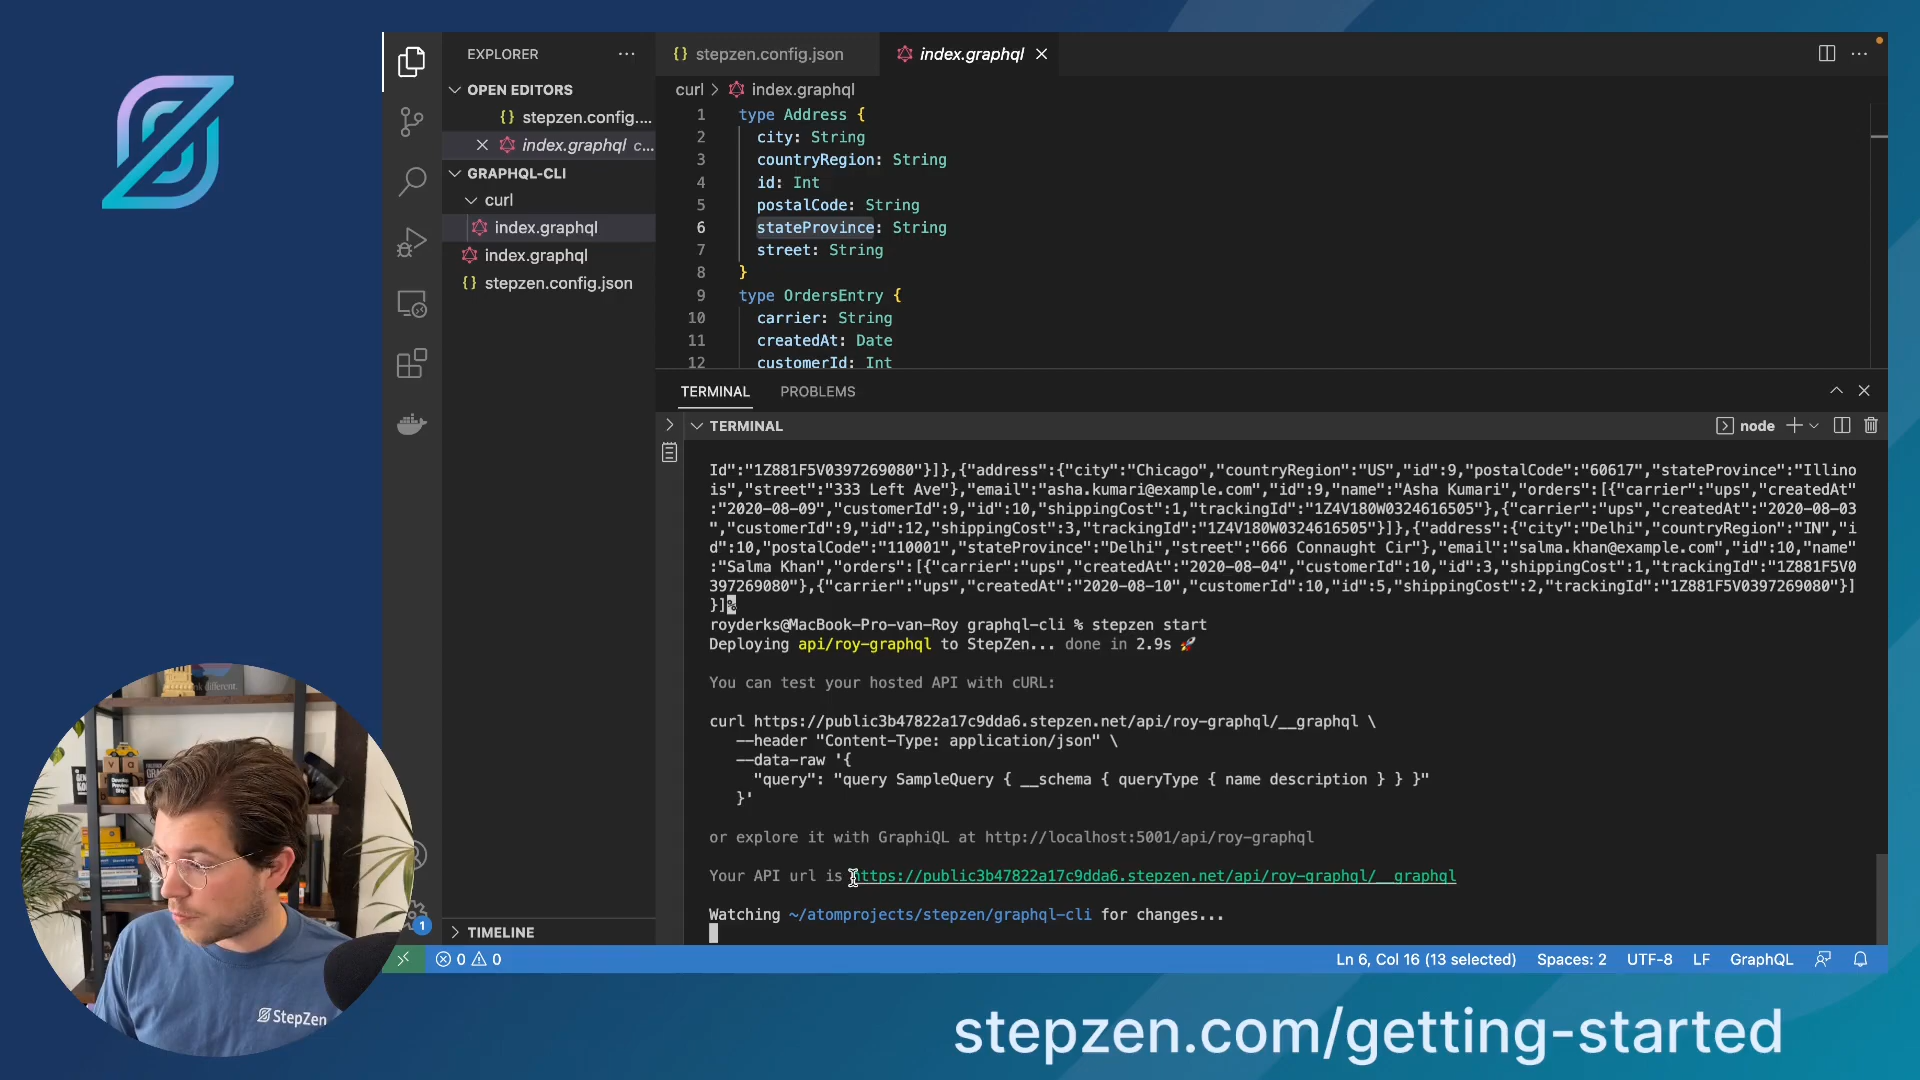 EXPLORER
OPEN EDITORS
{} stepzen.config....
index.graphql c...
GRAPHQL-CLI
curl
index.graphql
index.graphql
{} stepzen.config.json
TIMELINE
{} stepzen.config.json
index.graphql
curl > index.graphql
1 type Address {
2 city: String
3 countryRegion: String
4 id: Int
5 postalCode: String
6 stateProvince: String
7 street: String
8 }
9 type OrdersEntry {
10 carrier: String
11 createdAt: Date
12 customerId: Int
TERMINAL PROBLEMS
TERMINAL
node
Id":"1Z881F5V0397269080"}]},{"address":{"city":"Chicago","countryRegion":"US","id":9,"postalCode":"60617","stateProvince":"Illino
is","street":"333 Left Ave"},"email":"asha.kumari@example.com","id":9,"name":"Asha Kumari","orders":[{"carrier":"ups","createdAt"
:"2020-08-09","customerId":9,"id":10,"shippingCost":1,"trackingId":"1Z4V180W0324616505"},{"carrier":"ups","createdAt":"2020-08-03
","customerId":9,"id":12,"shippingCost":3,"trackingId":"1Z4V180W0324616505"}]},{"address":{"city":"Delhi","countryRegion":"IN","i
d":10,"postalCode":"110001","stateProvince":"Delhi","street":"666 Connaught Cir"},"email":"salma.khan@example.com","id":10,"name"
:"Salma Khan","orders":[{"carrier":"ups","createdAt":"2020-08-04","customerId":10,"id":3,"shippingCost":1,"trackingId":"1Z881F5V0
397269080"},{"carrier":"ups","createdAt":"2020-08-10","customerId":10,"id":5,"shippingCost":2,"trackingId":"1Z881F5V0397269080"}]
}]%
royderks@MacBook-Pro-van-Roy graphql-cli % stepzen start
Deploying api/roy-graphql to StepZen... done in 2.9s 🚀
You can test your hosted API with cURL:
curl https://public3b47822a17c9dda6.stepzen.net/api/roy-graphql/__graphql \
--header "Content-Type: application/json" \
--data-raw '{
"query": "query SampleQuery { __schema { queryType { name description } } }"
}'
or explore it with GraphiQL at http://localhost:5001/api/roy-graphql
Your API url is https://public3b47822a17c9dda6.stepzen.net/api/roy-graphql/__graphql
Watching ~/atomprojects/stepzen/graphql-cli for changes...
1
0 0
Ln 6, Col 16 (13 selected) Spaces: 2 UTF-8 LF GraphQL
StepZen
stepzen.com/getting-started